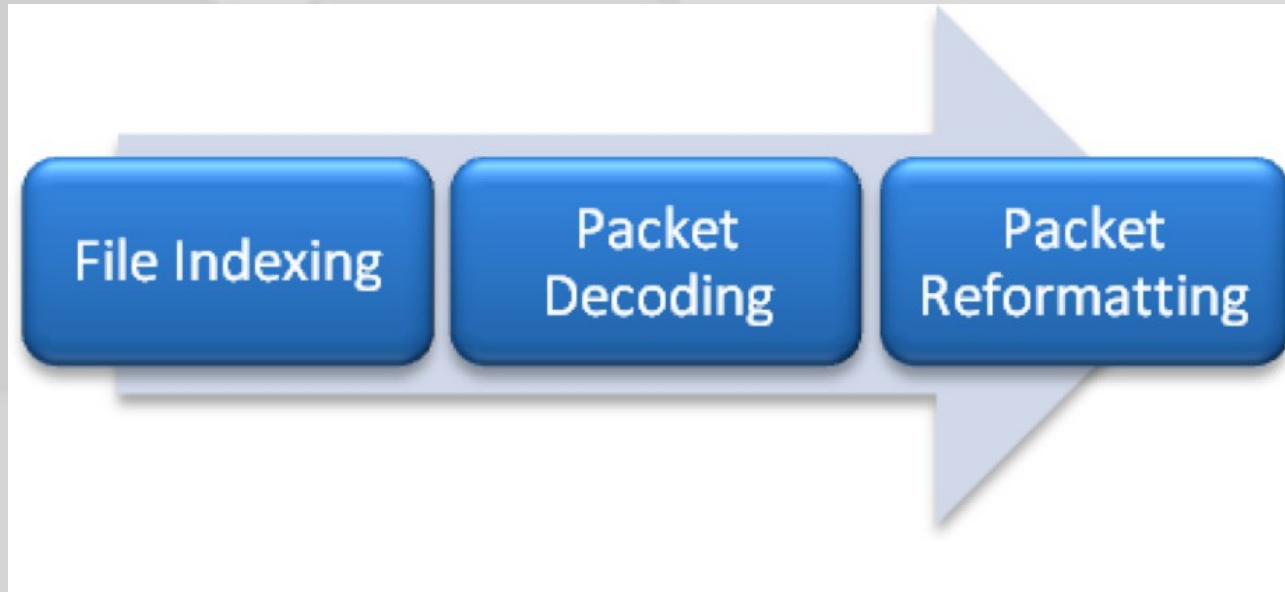 File Indexing
Packet
Decoding
Packet
Reformatting